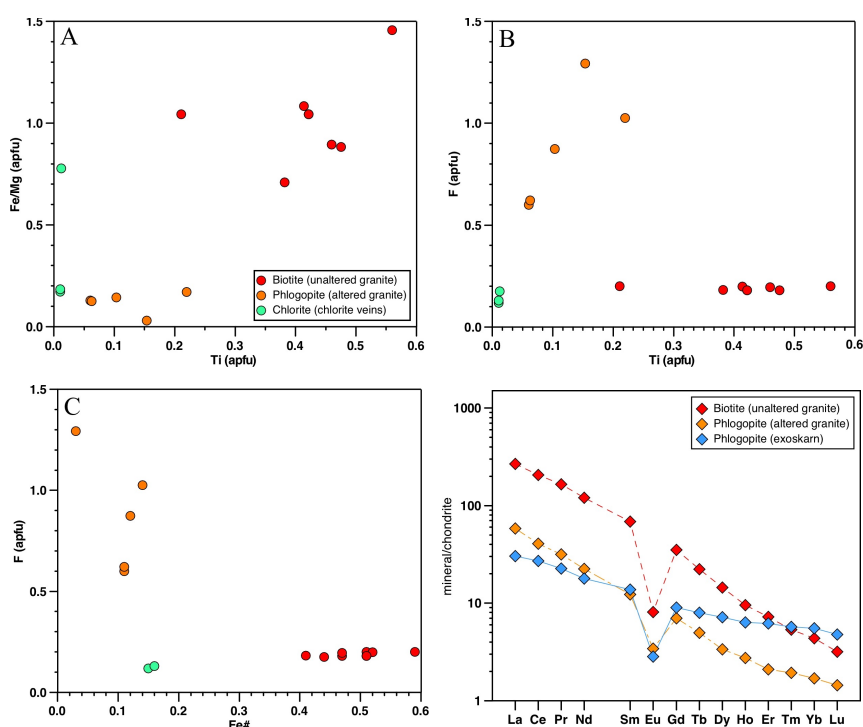 A
1.5
1.0
0.5
0.0
Fe/Mg (apfu)
0.0 0.1 0.2 0.3 0.4 0.5 0.6
Ti (apfu)
Biotite (unaltered granite)
Phlogopite (altered granite)
Chlorite (chlorite veins)
B
1.5
1.0
0.5
0.0
F (apfu)
0.0 0.1 0.2 0.3 0.4 0.5 0.6
Ti (apfu)
C
1.5
1.0
0.5
0.0
F (apfu)
0.0 0.1 0.2 0.3 0.4 0.5 0.6
Fe#
1000
100
10
1
mineral/chondrite
Biotite (unaltered granite)
Phlogopite (altered granite)
Phlogopite (exoskarn)
La Ce Pr Nd Sm Eu Gd Tb Dy Ho Er Tm Yb Lu